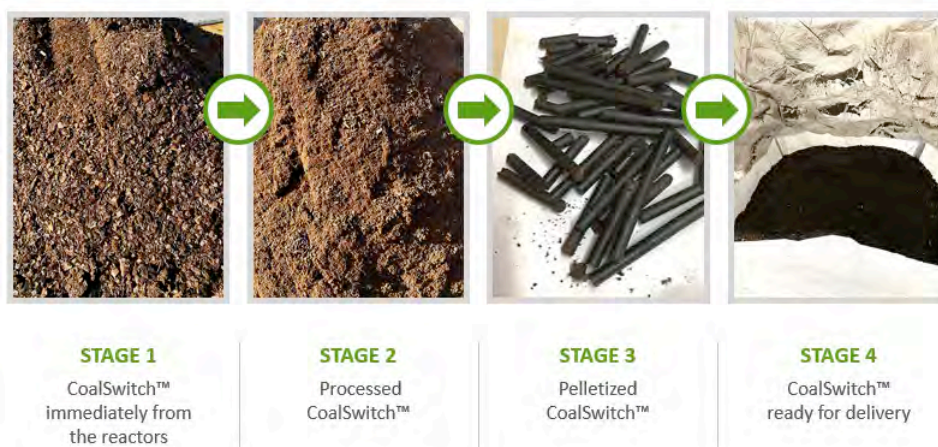 STAGE 1
CoalSwitch™
immediately from
the reactors
STAGE 2
Processed
CoalSwitch™
STAGE 3
Pelletized
CoalSwitch™
STAGE 4
CoalSwitch™
ready for delivery